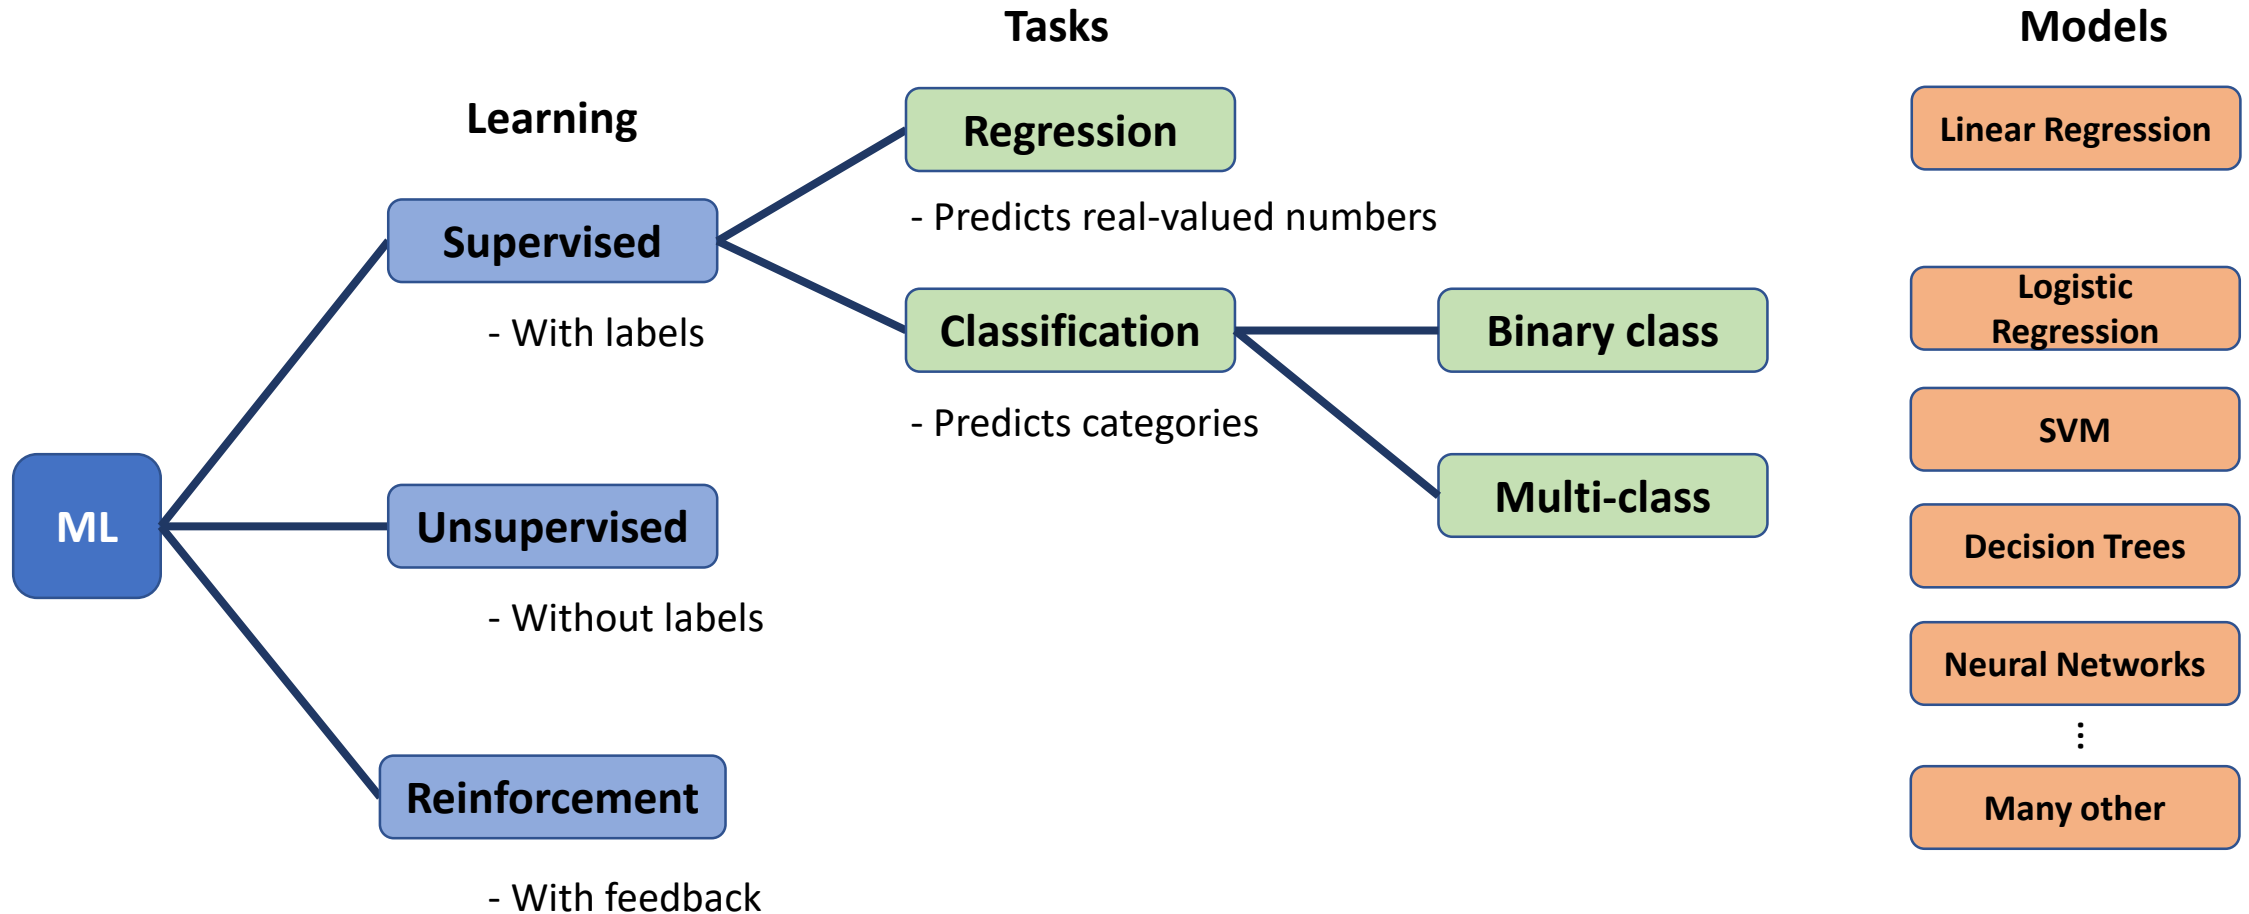 Tasks
Models
Learning
Regression
Linear Regression
- Predicts real-valued numbers
Supervised
- With labels
Classification
Binary class
Logistic
Regression
- Predicts categories
SVM
ML
Unsupervised
Multi-class
Decision Trees
- Without labels
Neural Networks
...
Reinforcement
Many other
- With feedback